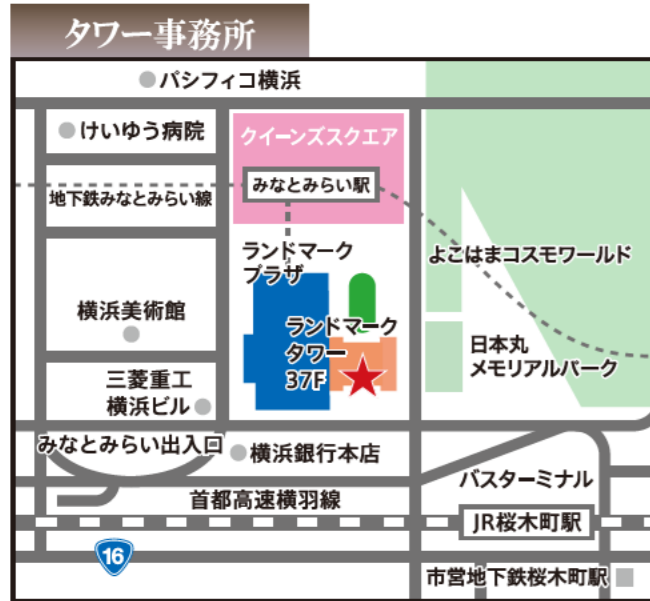 タワー事務所
パシフィコ横浜
けいゆう病院
クイーンズスクエア
みなとみらい駅
地下鉄みなとみらい線
ランドマーク
プラザ
よこはまコスモワールド
横浜美術館
ランドマーク
タワー
37F
日本丸
メモリアルパーク
三菱重工
横浜ビル
みなとみらい出入口
横浜銀行本店
バスターミナル
首都高速横羽線
JR桜木町駅
16
市営地下鉄桜木町駅